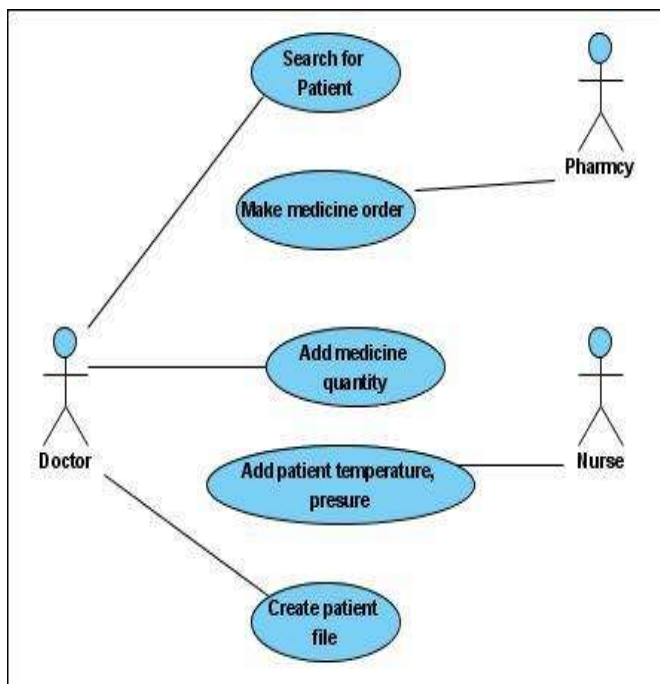 Search for
Patient
Pharmcy
Make medicine order
Add medicine
quantity
Doctor
Nurse
Add patient temperature,
presure
Create patient
file